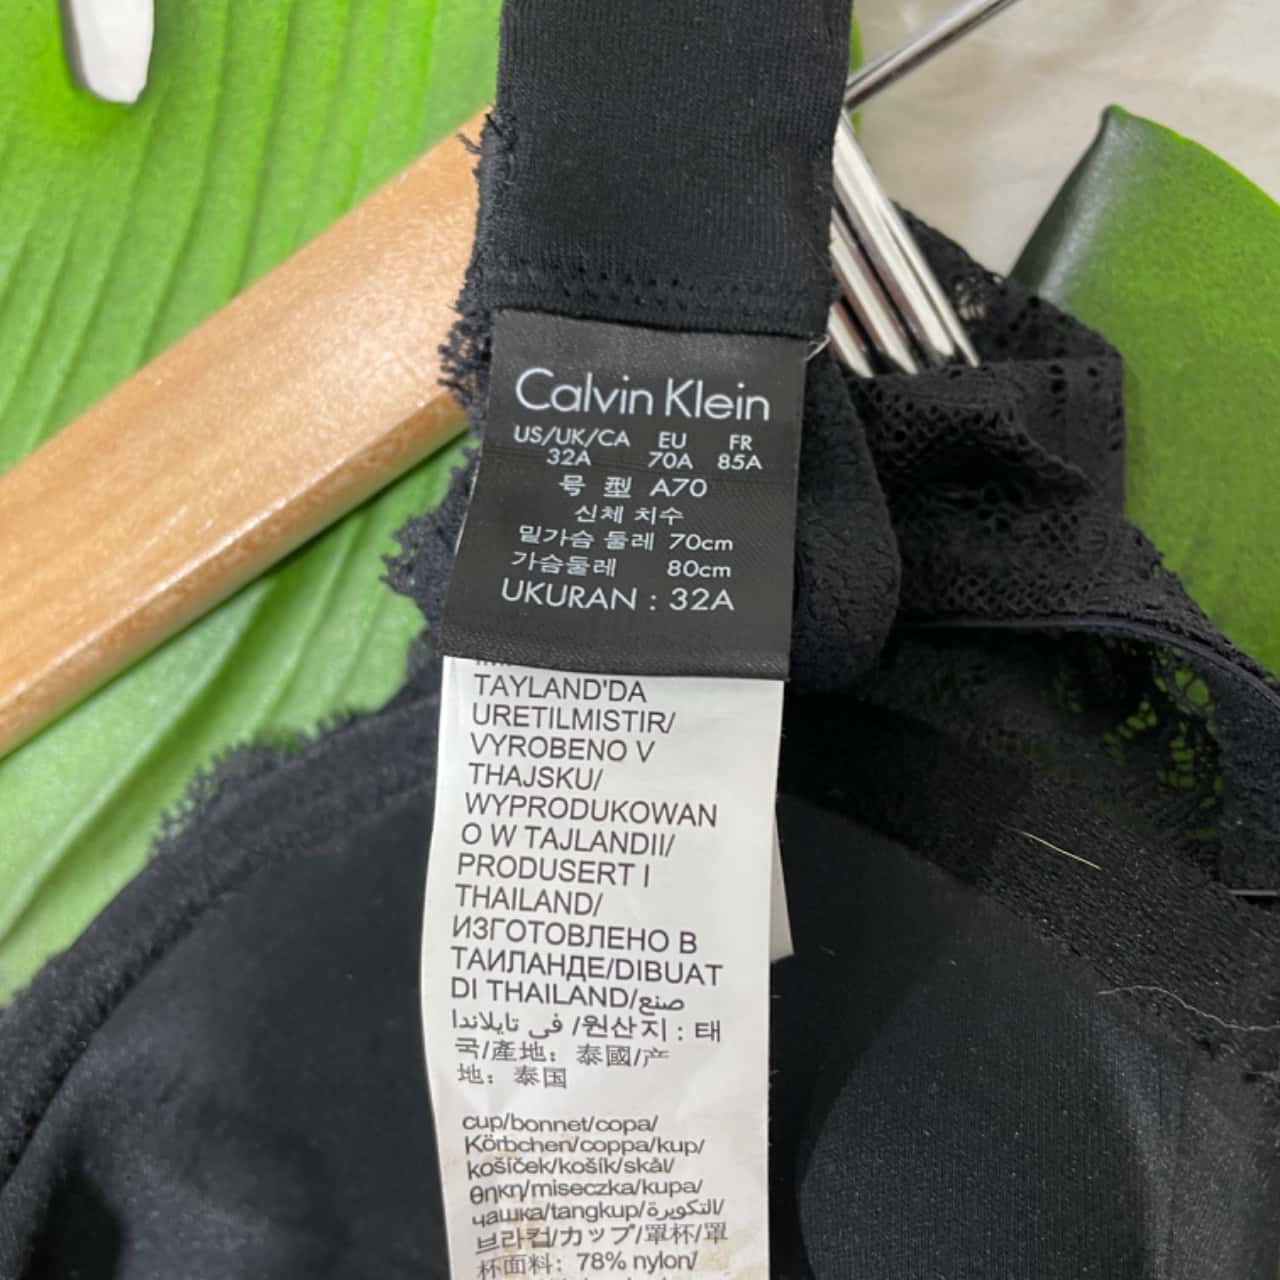 Calvin Klein
US/UK/CA EU FR
32A 70A 85A
号 型 A70
신체 치수
밑가슴 둘레 70cm
가슴둘레 80cm
UKURAN : 32A
TAYLAND'DA
URETILMISTIR/
VYROBENO V
THAJSKU/
WYPRODUKOWAN
O W TAJLANDII/
PRODUSERT I
THAILAND/
ИЗГОТОВЛЕНО В
ТАИЛАНДЕ/DIBUAT
DI THAILAND/صنع
في تايلاندا /원산지 : 태
국/產地：泰國/产
地：泰国
cup/bonnet/copa/
Körbchen/coppa/kup/
košíček/košík/skål/
θηκη/miseczka/kupa/
чашка/tangkup/التكويرة/
브라컵/カップ/罩杯/罩
杯面料：78% nylon/